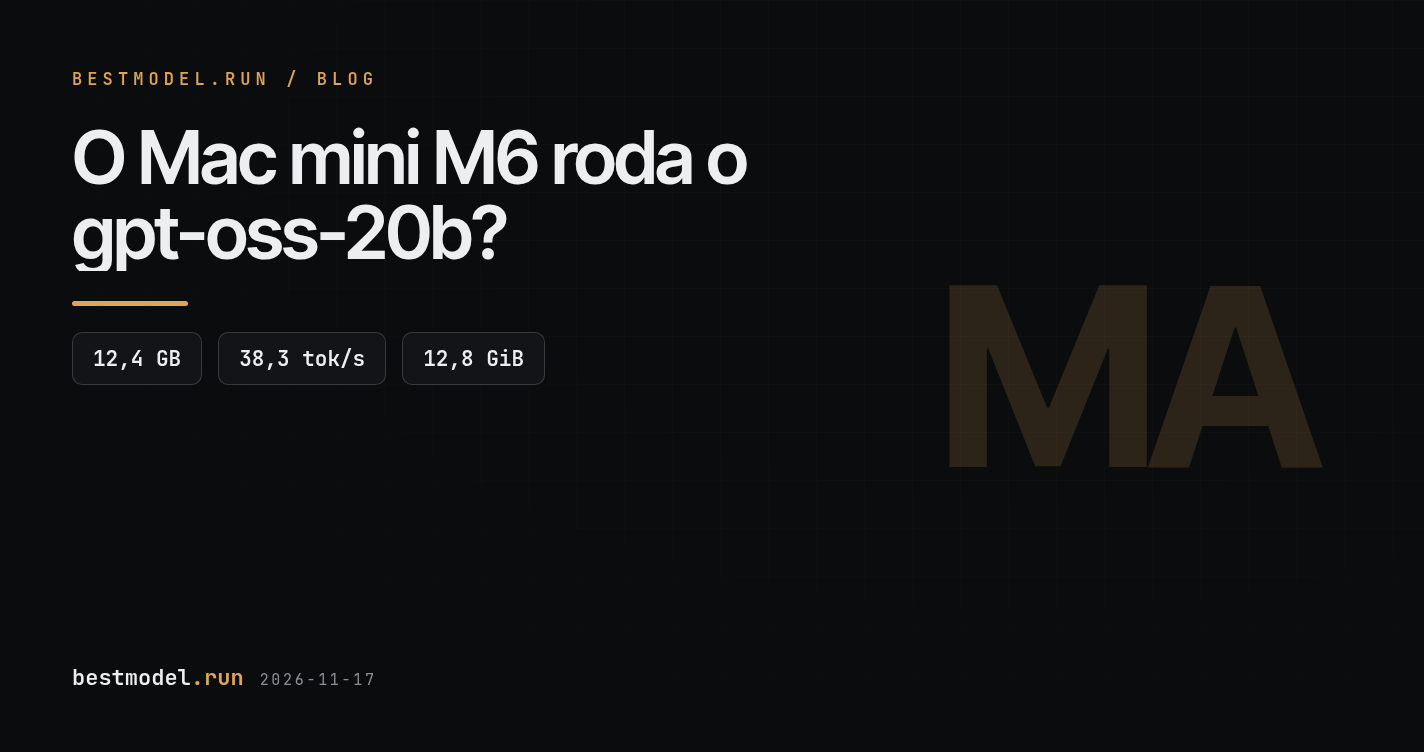 BESTMODEL.RUN / BLOG
O Mac mini M6 roda o
gpt-oss-20b?
12,4 GB
38,3 tok/s
12,8 GiB
MA
bestmodel.run 2026-11-17